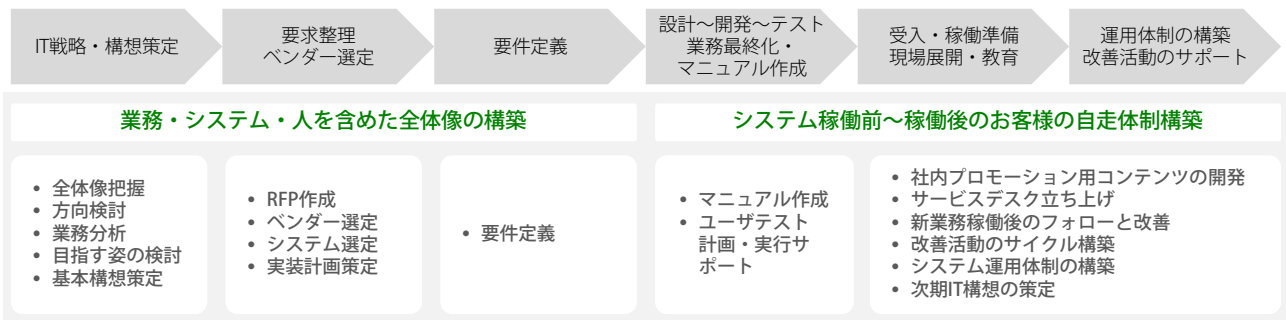 IT戦略・構想策定
要求整理
ベンダー選定
要件定義
設計～開発～テスト
業務最終化・
マニュアル作成
受入・稼働準備
現場展開・教育
運用体制の構築
改善活動のサポート
業務・システム・人を含めた全体像の構築
システム稼働前～稼働後のお客様の自走体制構築
• 全体像把握
• 方向検討
• 業務分析
• 目指す姿の検討
• 基本構想策定
• RFP作成
• ベンダー選定
• システム選定
• 実装計画策定
• 要件定義
• マニュアル作成
• ユーザテスト
計画・実行サ
ポート
• 社内プロモーション用コンテンツの開発
• サービスデスク立ち上げ
• 新業務稼働後のフォローと改善
• 改善活動のサイクル構築
• システム運用体制の構築
• 次期IT構想の策定